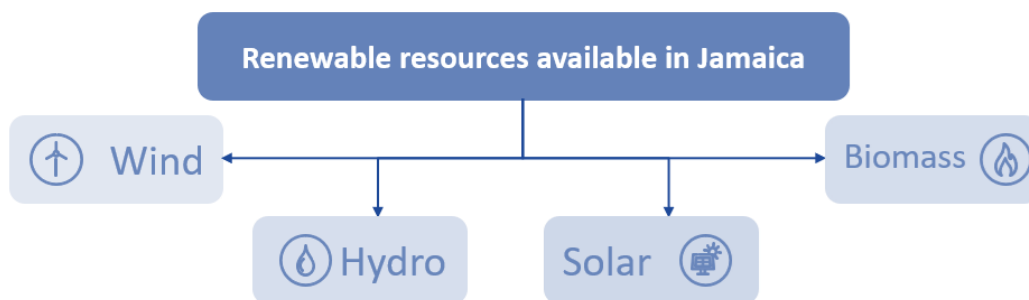 Renewable resources available in Jamaica
Wind
Biomass
Hydro
Solar